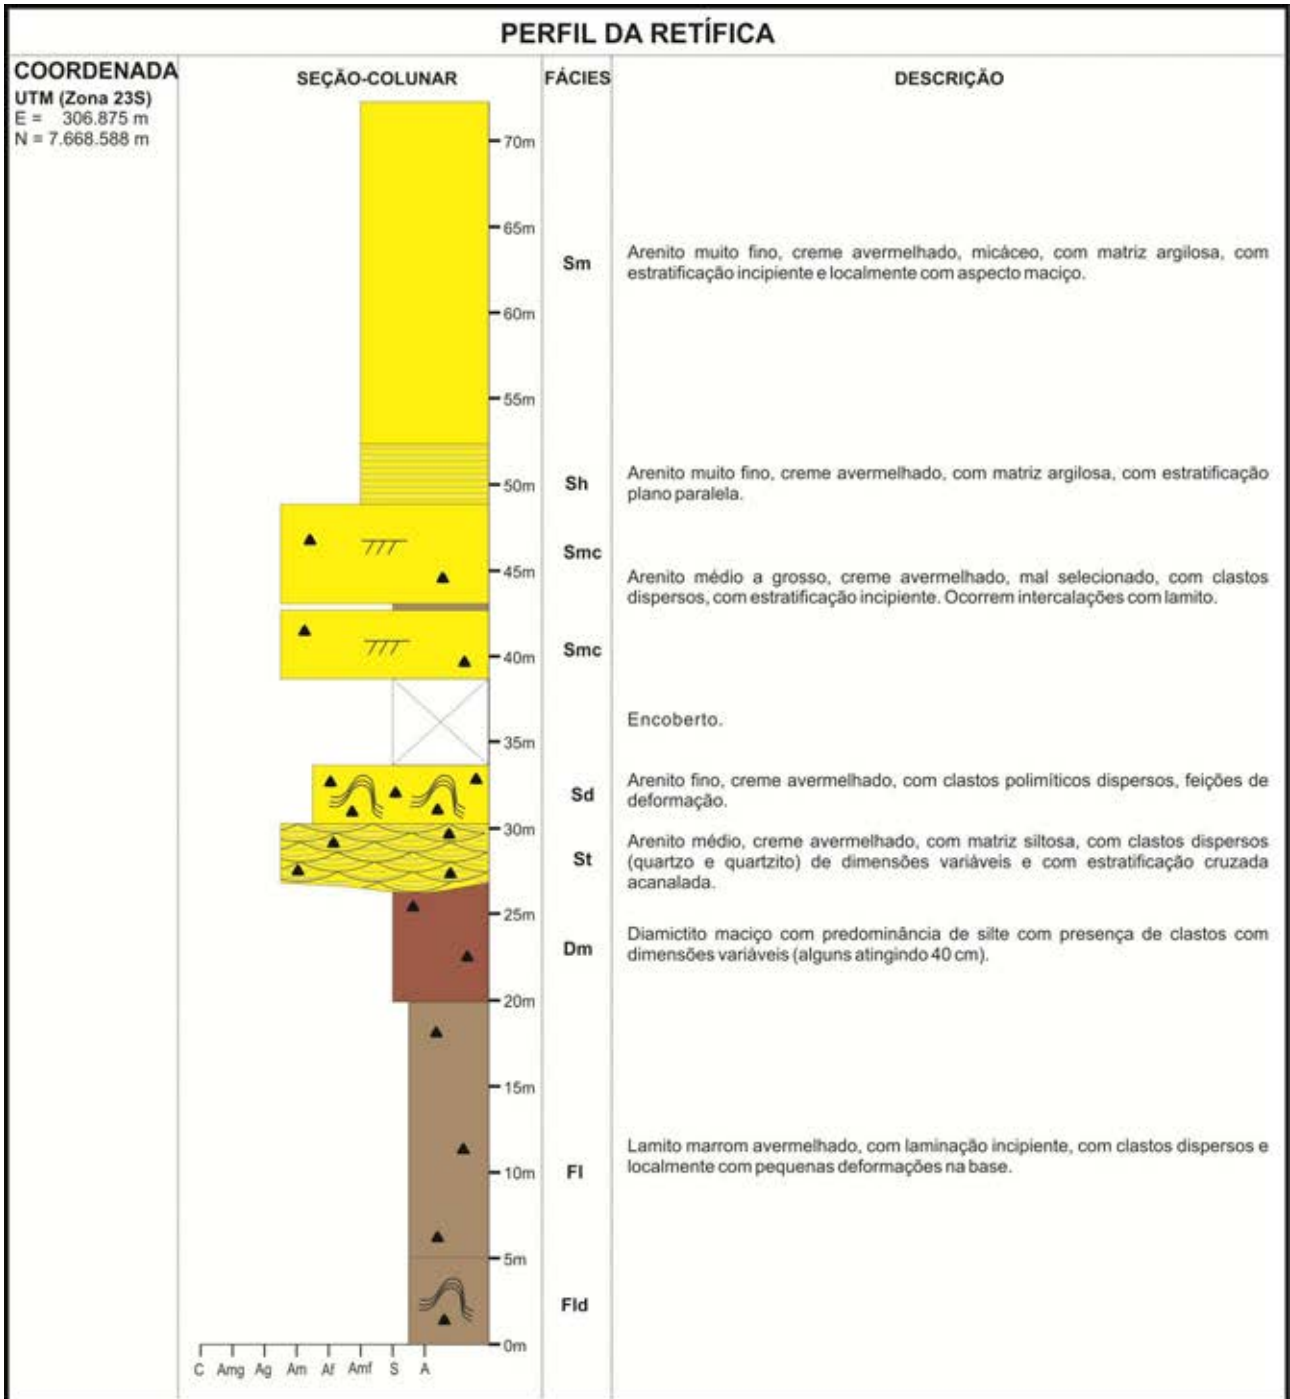 PERFIL DA RETÍFICA
COORDENADA
UTM (Zona 23S)
E = 306.875 m
N = 7.668.588 m
SEÇÃO-COLUNAR
FÁCIES
DESCRIÇÃO
70m
65m
Sm
Arenito muito fino, creme avermelhado, micáceo, com matriz argilosa, com
estratificação incipiente e localmente com aspecto maciço.
60m
55m
50m
Sh
Arenito muito fino, creme avermelhado, com matriz argilosa, com estratificação
plano paralela.
Smc
45m
Arenito médio a grosso, creme avermelhado, mal selecionado, com clastos
dispersos, com estratificação incipiente. Ocorrem intercalações com lamito.
40m
Smc
Encoberto.
35m
Sd
Arenito fino, creme avermelhado, com clastos polimíticos dispersos, feições de
deformação.
30m
St
Arenito médio, creme avermelhado, com matriz siltosa, com clastos dispersos
(quartzo e quartzito) de dimensões variáveis e com estratificação cruzada
acanalada.
25m
Dm
Diamictito maciço com predominância de silte com presença de clastos com
dimensões variáveis (alguns atingindo 40 cm).
20m
15m
Lamito marrom avermelhado, com laminação incipiente, com clastos dispersos e
localmente com pequenas deformações na base.
10m
Fl
5m
Fld
0m
C Amg Ag Am Af Amf S A